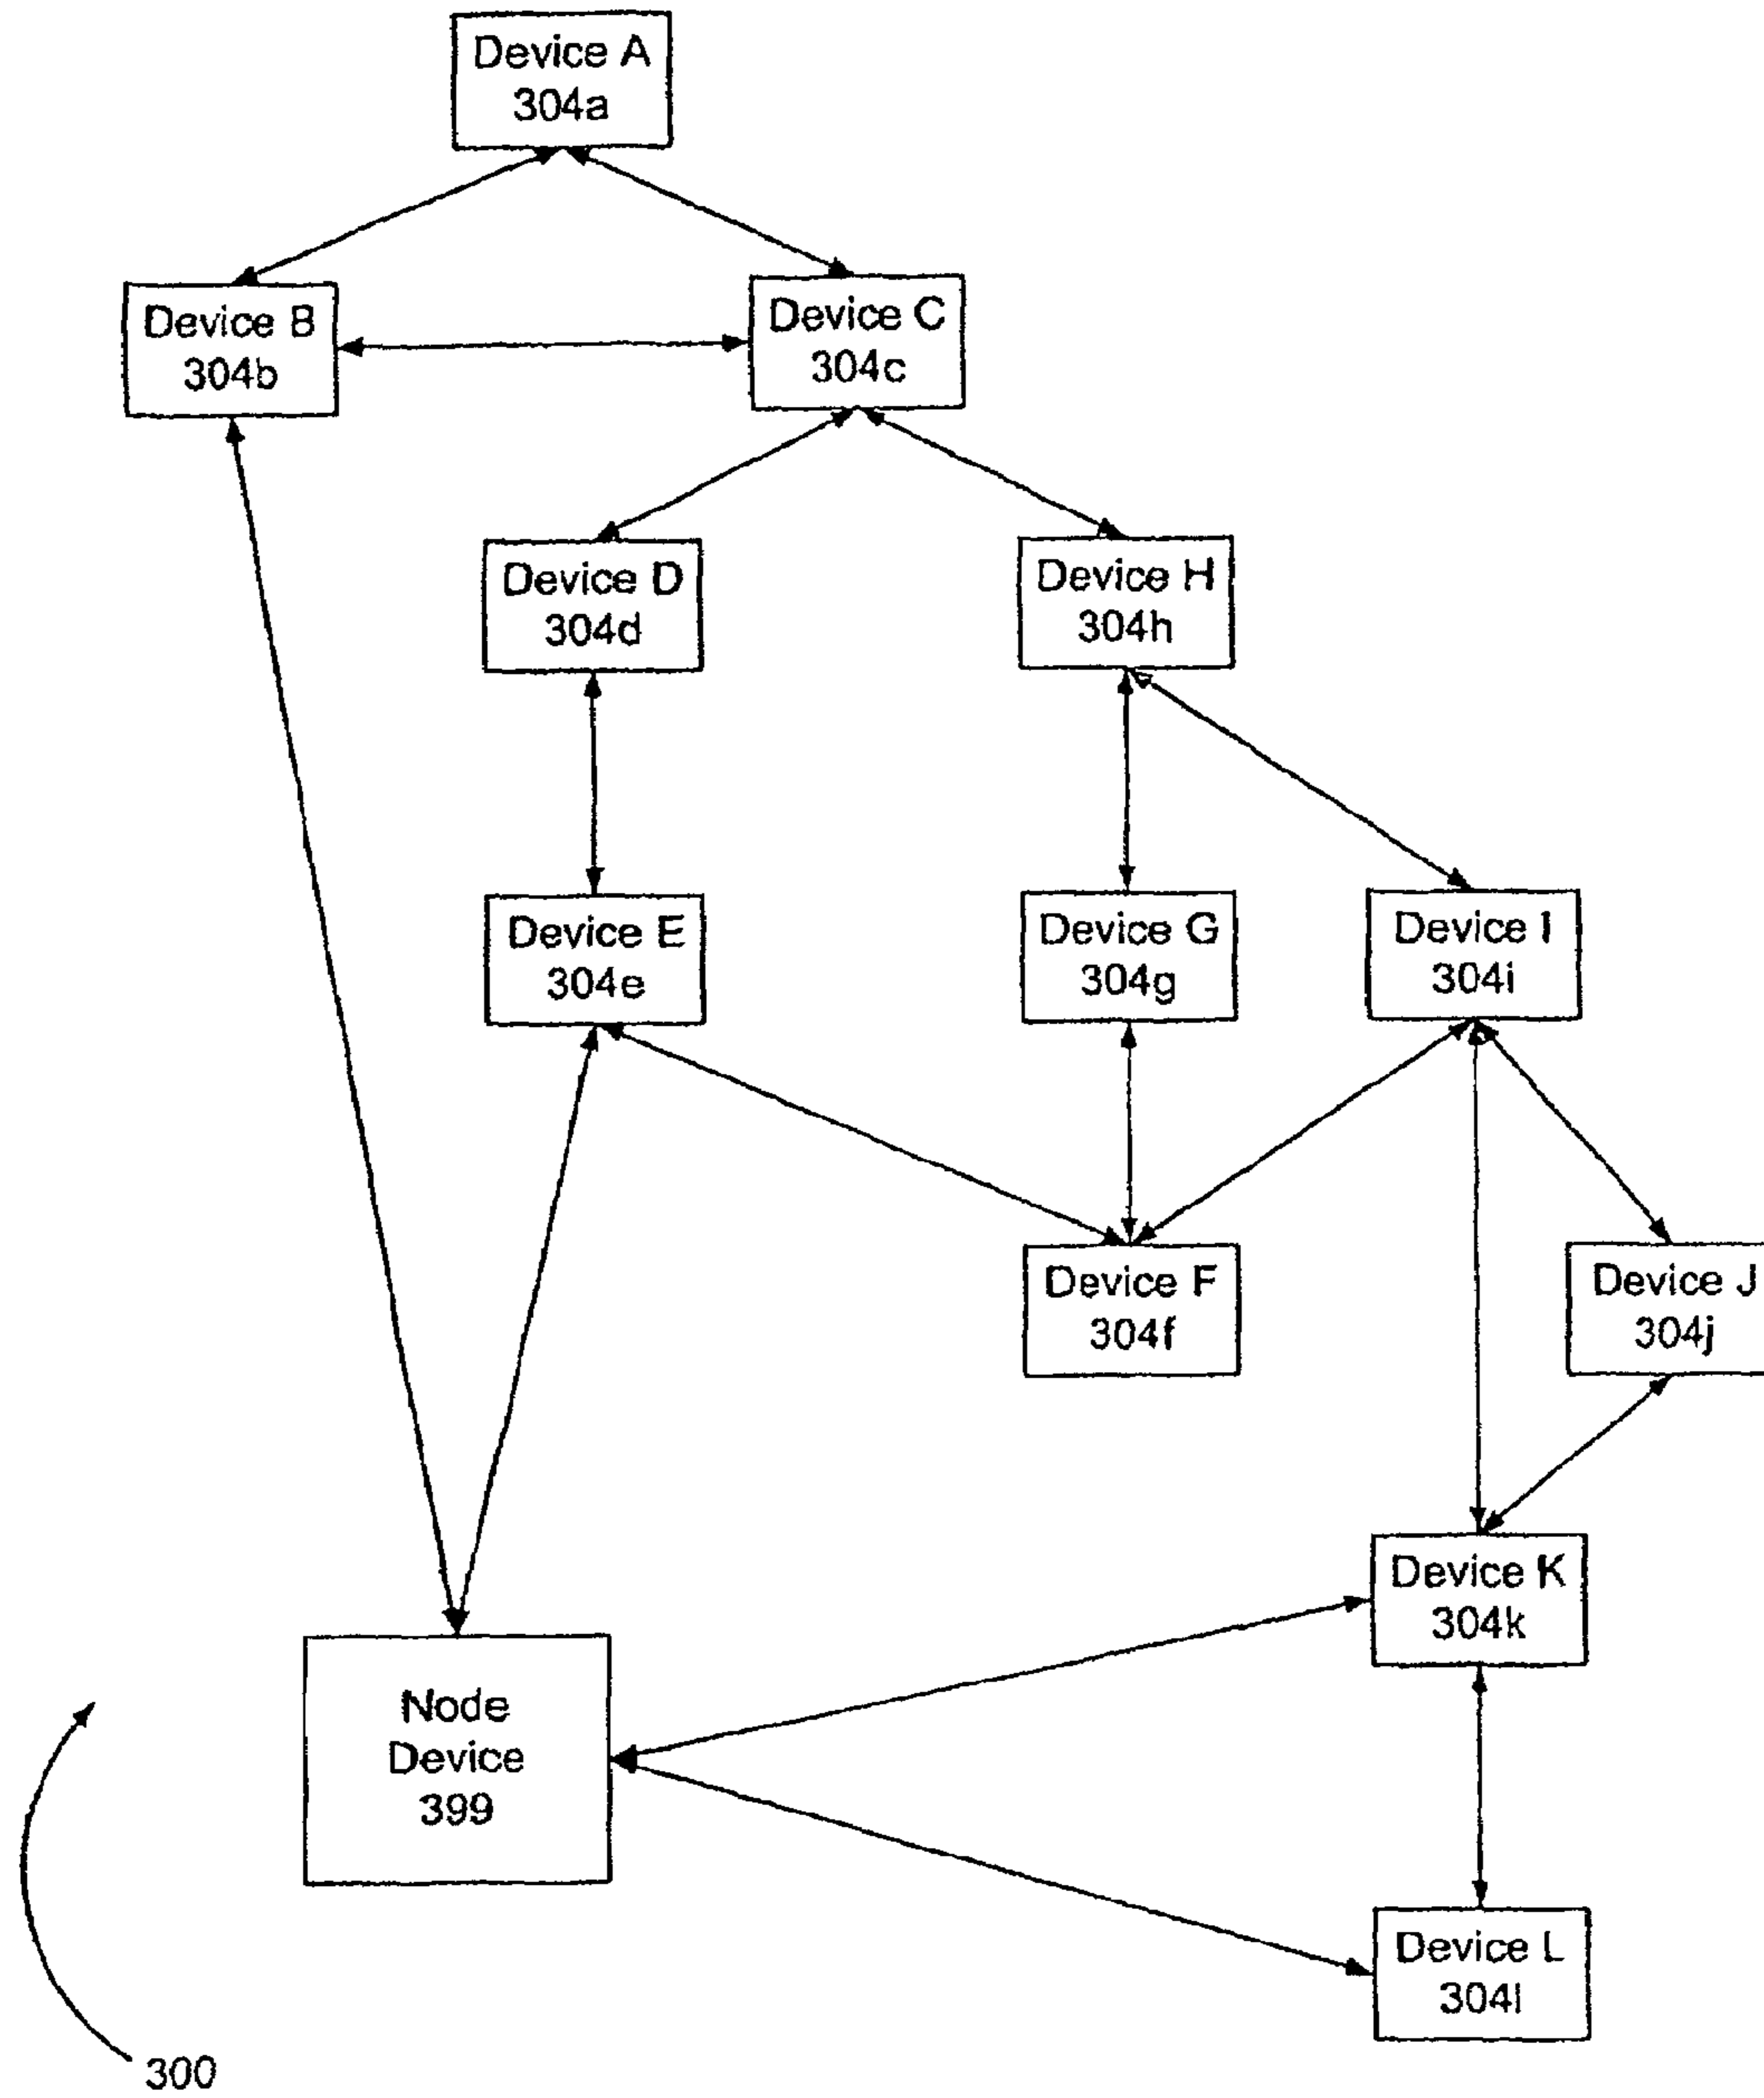 Device A
304a
Device B
304b
Device C
304c
Device D
304d
Device H
304h
Device E
304e
Device G
304g
Device I
304i
Device F
304f
Device J
304j
Device K
304k
Node
Device
399
Device L
304l
300